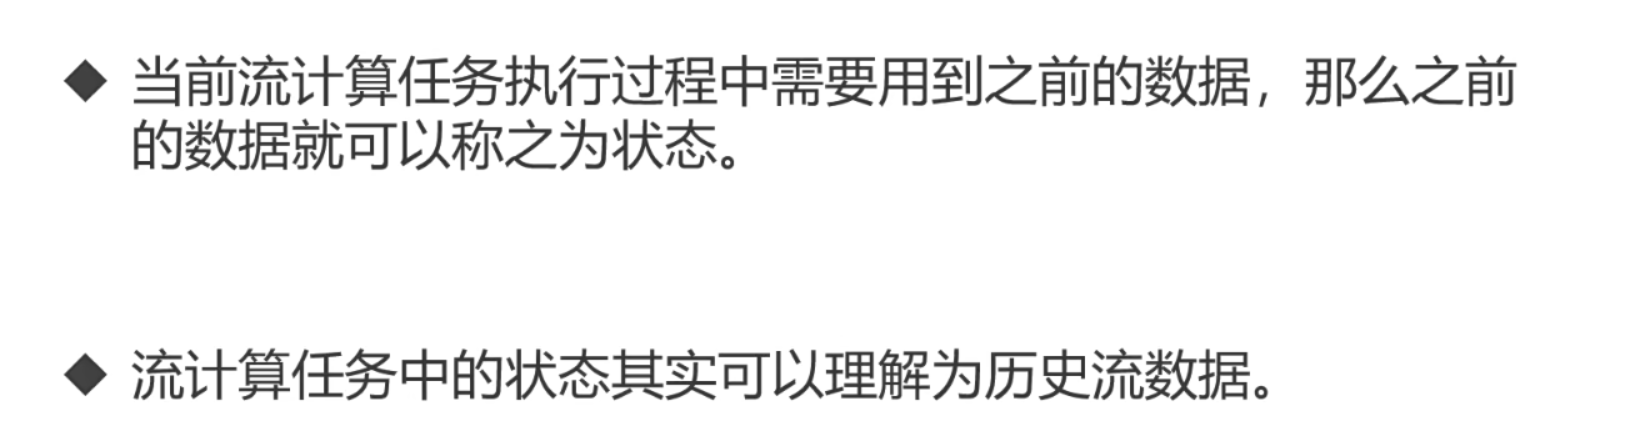 ◆ 当前流计算任务执行过程中需要用到之前的数据，那么之前
的数据就可以称之为状态。
◆ 流计算任务中的状态其实可以理解为历史流数据。